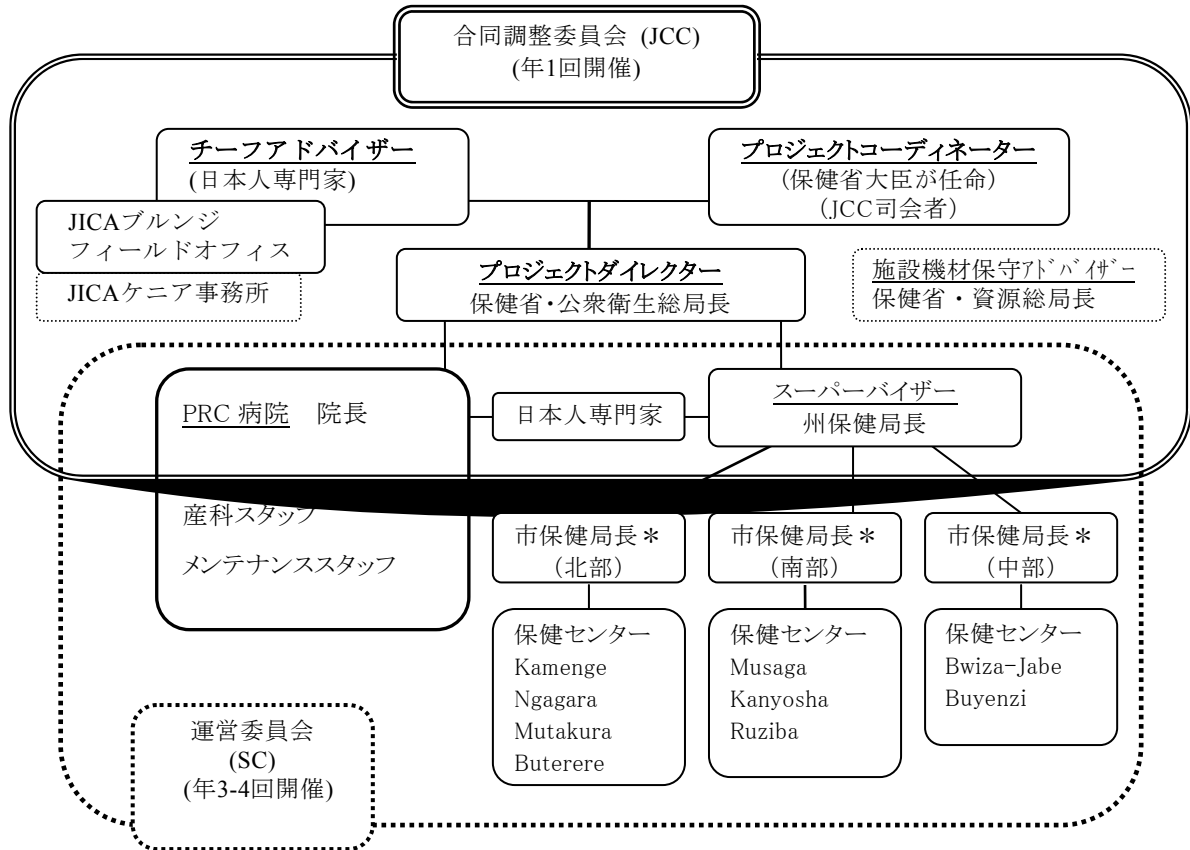 合同調整委員会 (JCC)
(年1回開催)
チーフアドバイザー
(日本人専門家)
プロジェクトコーディネーター
(保健省大臣が任命)
（JCC司会者）
JICAブルンジ
フィールドオフィス
JICAケニア事務所
プロジェクトダイレクター
保健省・公衆衛生総局長
施設機材保守ｱﾄﾞﾊﾞｲｻﾞｰ
保健省・資源総局長
PRC 病院　院長
産科スタッフ
メンテナンススタッフ
日本人専門家
スーパーバイザー
州保健局長
市保健局長＊
（北部）
市保健局長＊
（南部）
市保健局長＊
（中部）
保健センター
Kamenge
Ngagara
Mutakura
Buterere
保健センター
Musaga
Kanyosha
Ruziba
保健センター
Bwiza-Jabe
Buyenzi
運営委員会
(SC)
(年3-4回開催)